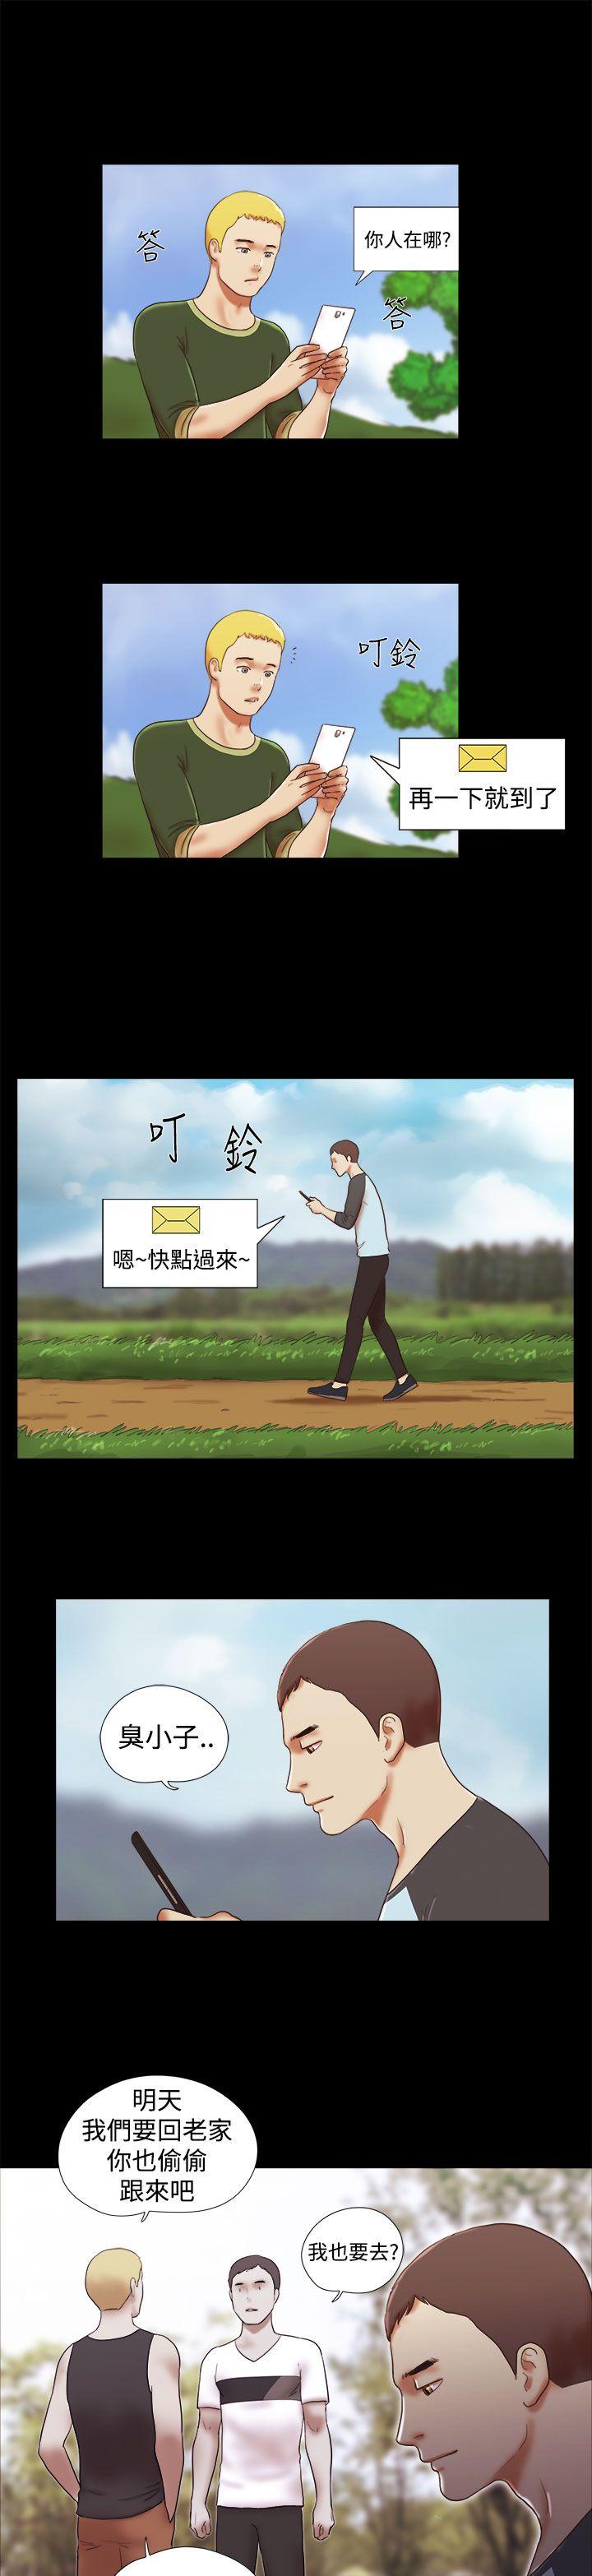 答
你人在哪?
答
叮鈴
再一下就到了
叮 鈴
嗯~快點過來~
臭小子..
明天
我們要回老家
你也偷偷
跟來吧
我也要去?